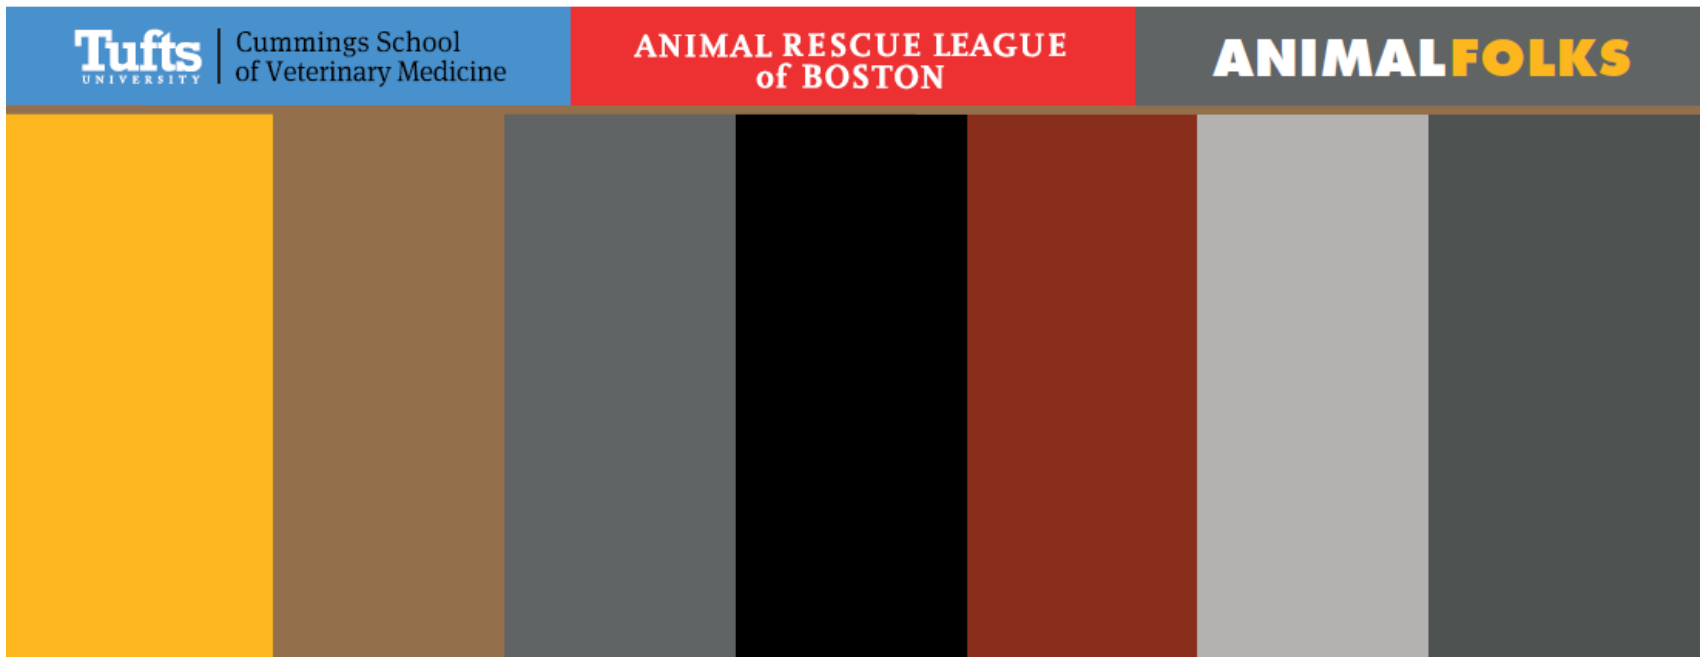 Tufts
UNIVERSITY
Cummings School
of Veterinary Medicine
ANIMAL RESCUE LEAGUE
of BOSTON
ANIMALFOLKS